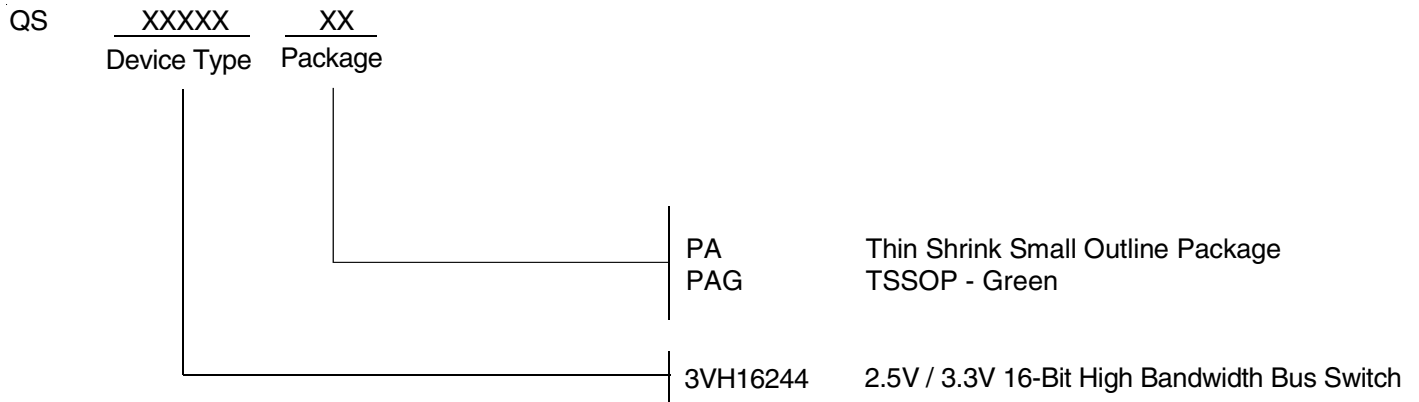 QS XXXXX XX
Device Type Package
PA Thin Shrink Small Outline Package
PAG TSSOP - Green
3VH16244 2.5V / 3.3V 16-Bit High Bandwidth Bus Switch